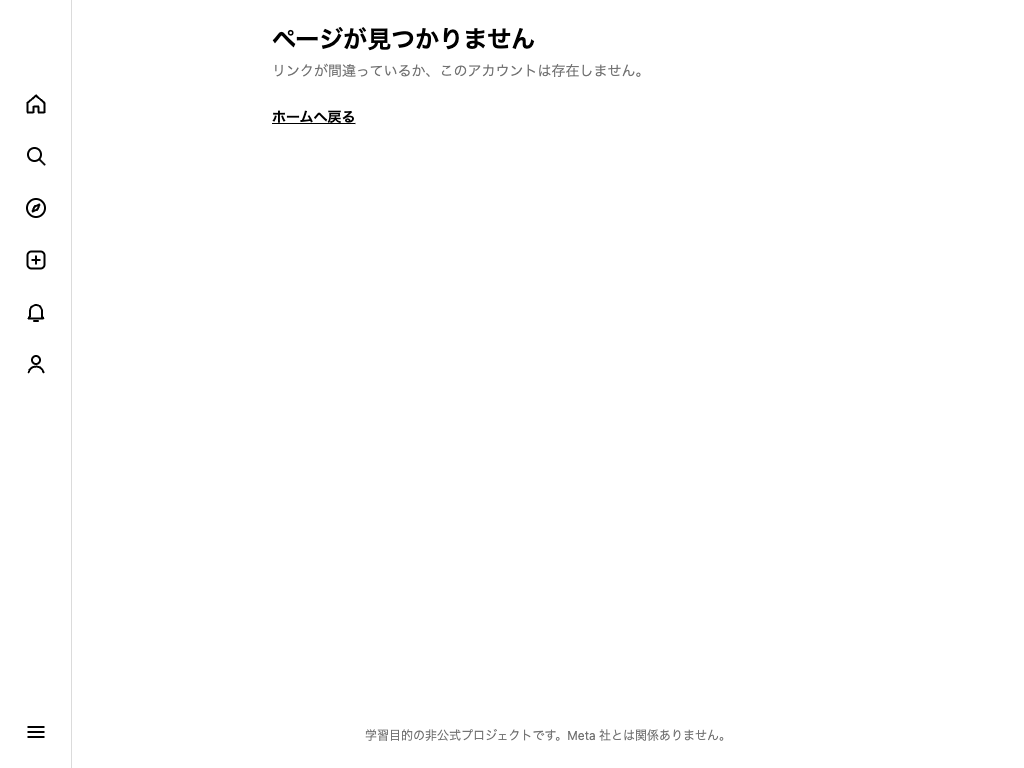 ページが見つかりません
リンクが間違っているか、このアカウントは存在しません。
ホームへ戻る
学習目的の非公式プロジェクトです。Meta 社とは関係ありません。